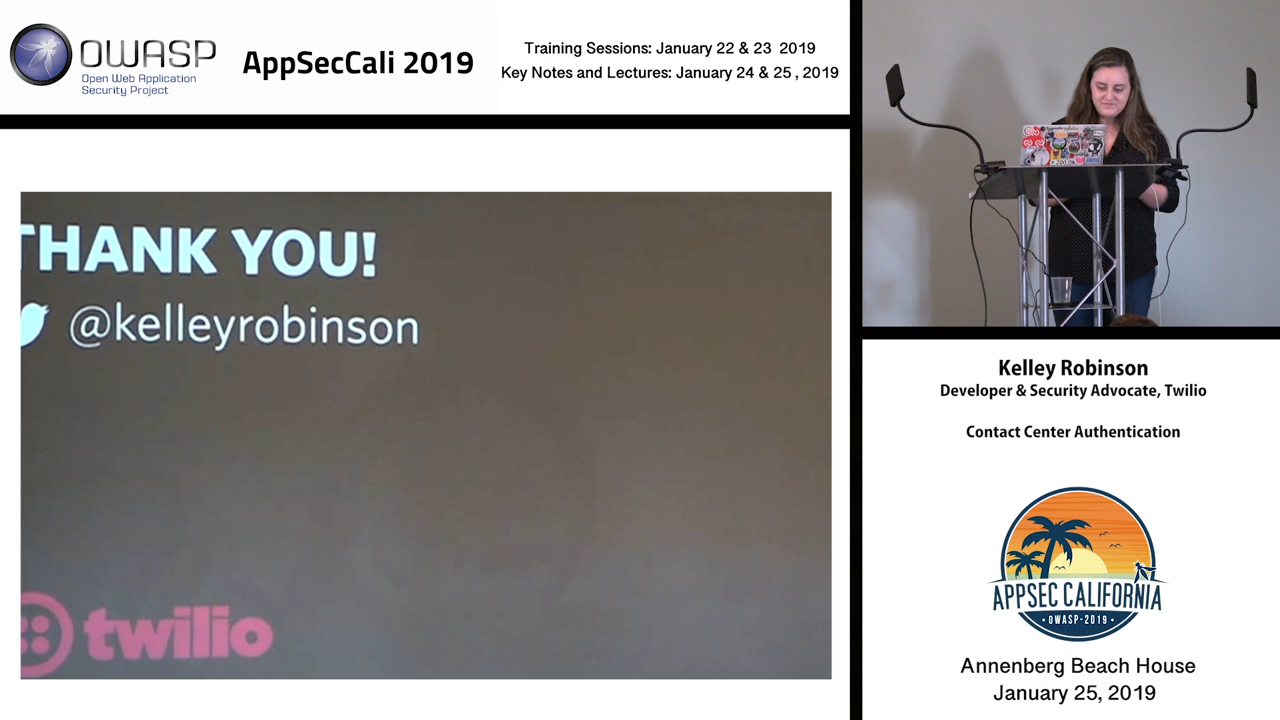 OWASP
Open Web Application
Security Project
AppSecCali 2019
Training Sessions: January 22 & 23 2019
Key Notes and Lectures: January 24 & 25 , 2019
THANK YOU!
@kelleyrobinson
twilio
Kelley Robinson
Developer & Security Advocate, Twilio
Contact Center Authentication
APPSEC CALIFORNIA
• OWASP-2019 •
Annenberg Beach House
January 25, 2019